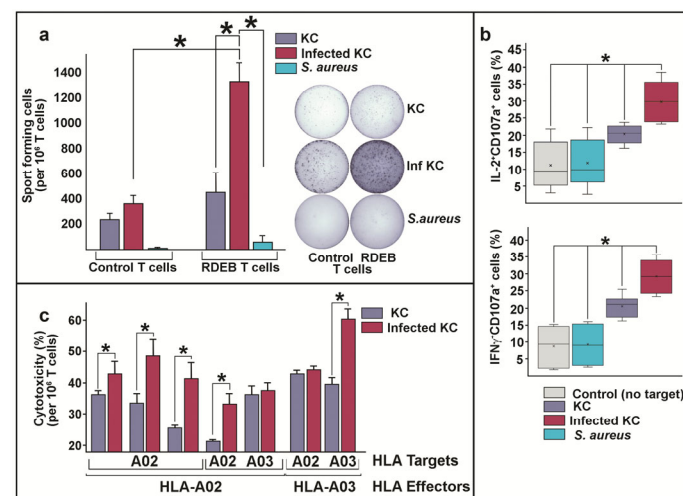 a
KC
Infected KC
S. aureus
*
*
*
1400
1200
1000
800
600
400
200
Sport forming cells
(per 10⁶ T cells)
Control T cells
RDEB T cells
KC
Inf KC
S.aureus
Control RDEB
T cells
b
*
45
40
35
30
25
20
15
10
5
IL-2⁺CD107a⁺ cells (%)
*
45
40
35
30
25
20
15
10
5
IFNγ⁻CD107a⁺ cells (%)
Control (no target)
KC
Infected KC
S. aureus
c
KC
Infected KC
*
*
*
*
*
60
50
40
30
20
Cytotoxicity (%)
(per 10⁶ T cells)
A02 A02 A03 A02 A03 HLA Targets
HLA-A02 HLA-A03 HLA Effectors